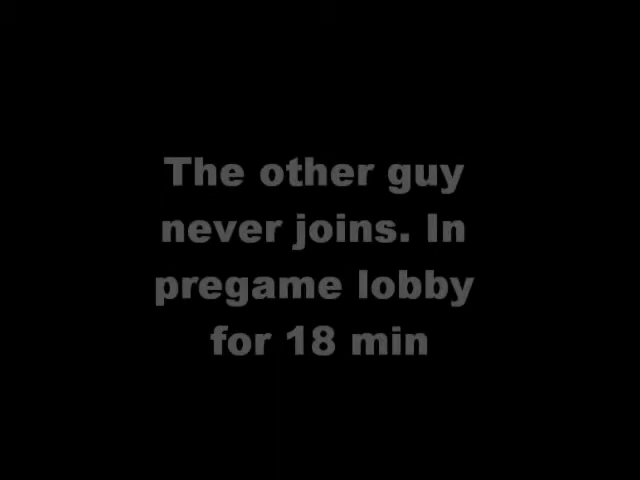 The other guy
never joins. In
pregame lobby
for 18 min